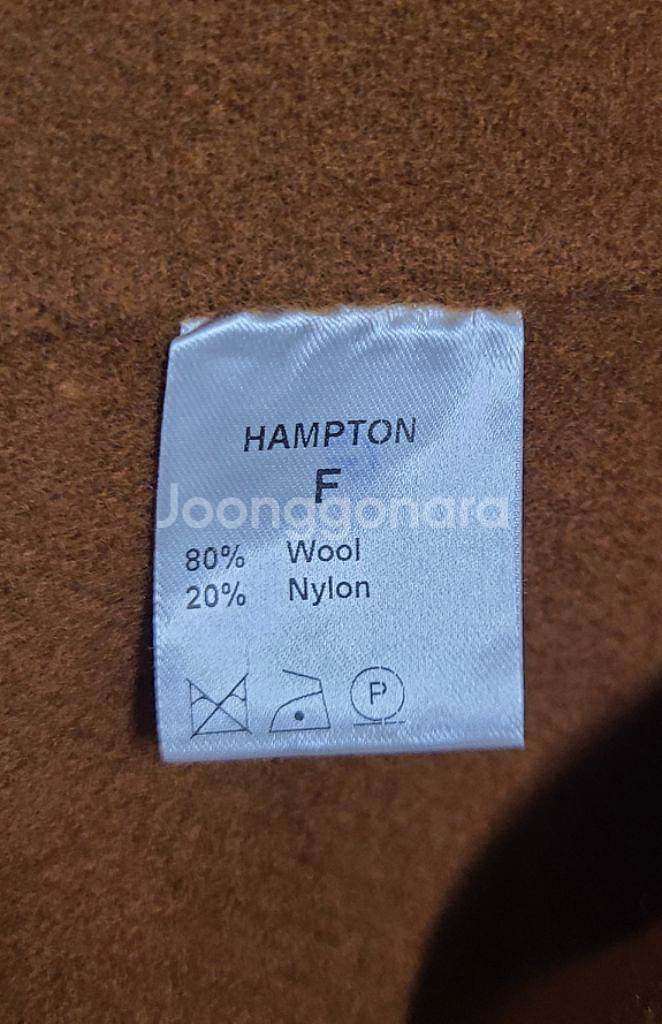 HAMPTON
F
Joonggonara
80% Wool
20% Nylon
P